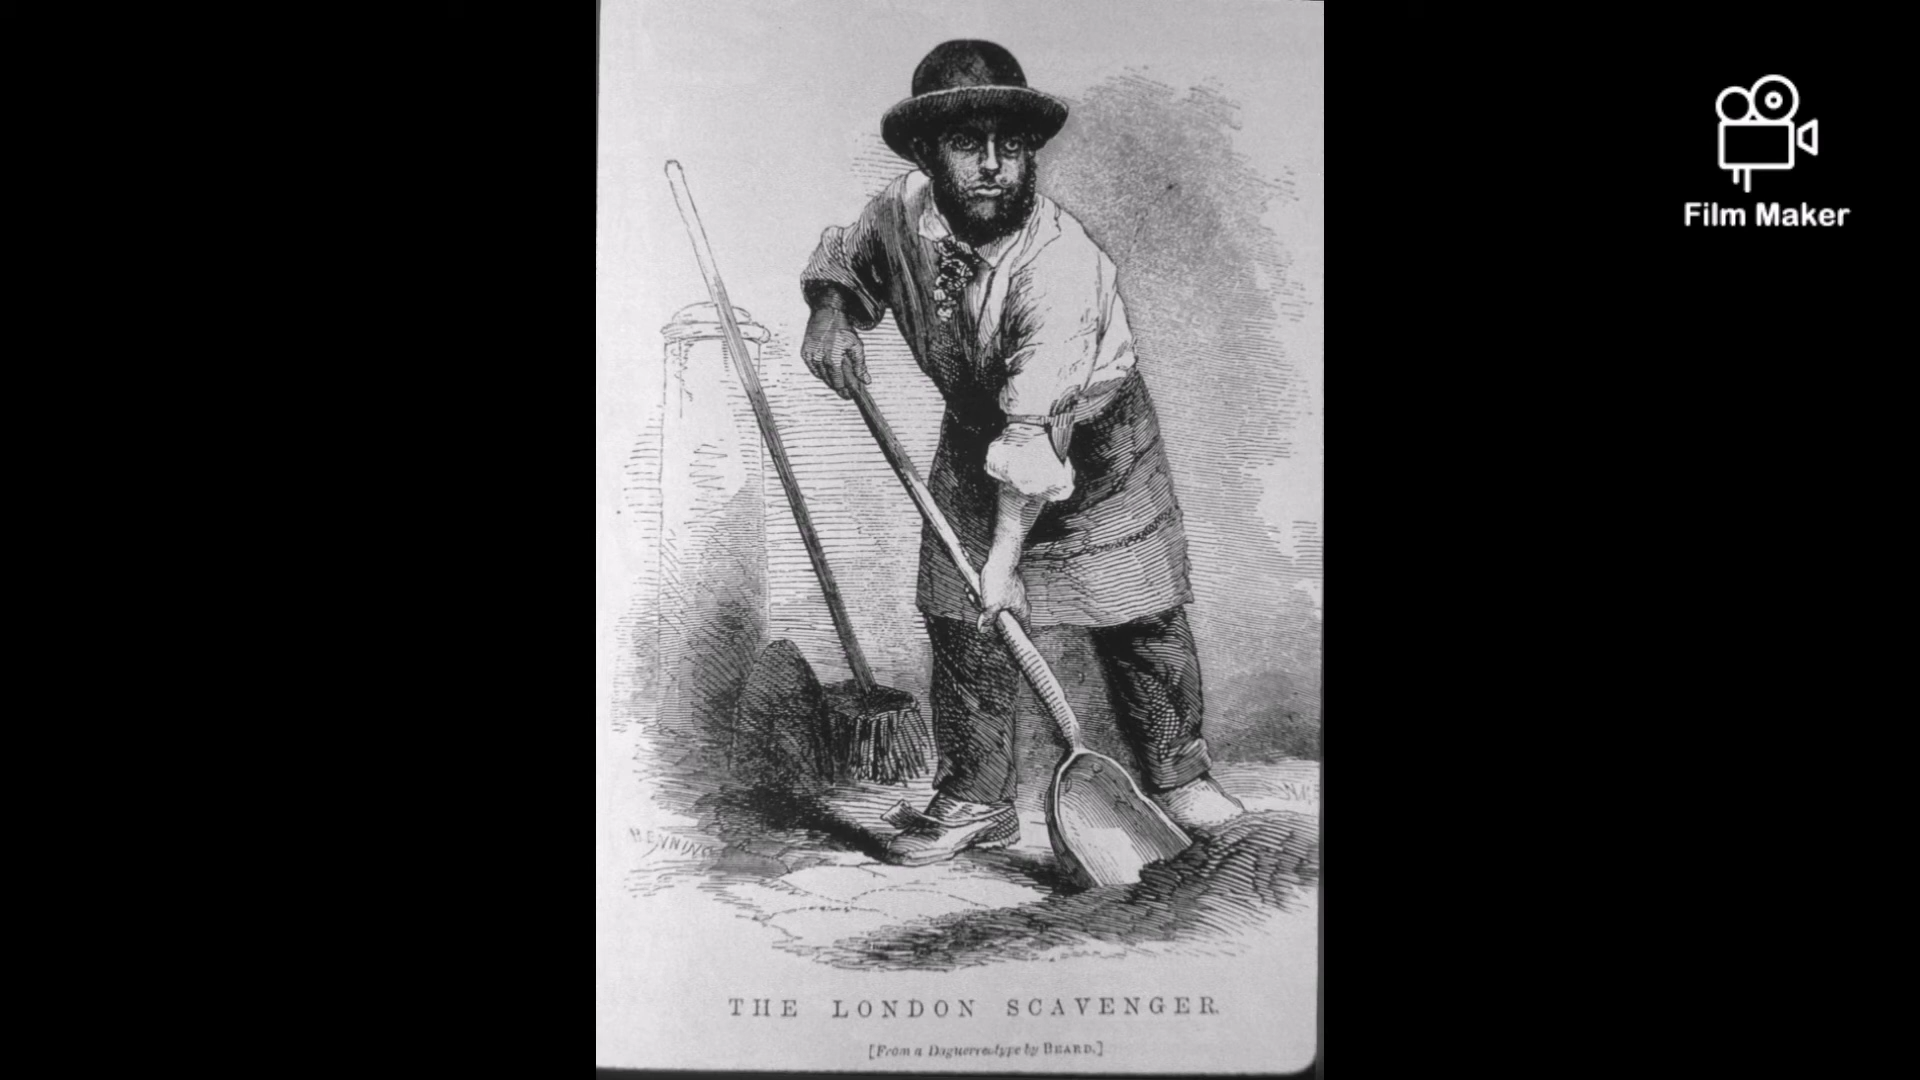 Film Maker
THE LONDON SCAVENGER.
[From a Daguerreotype by BEARD.]